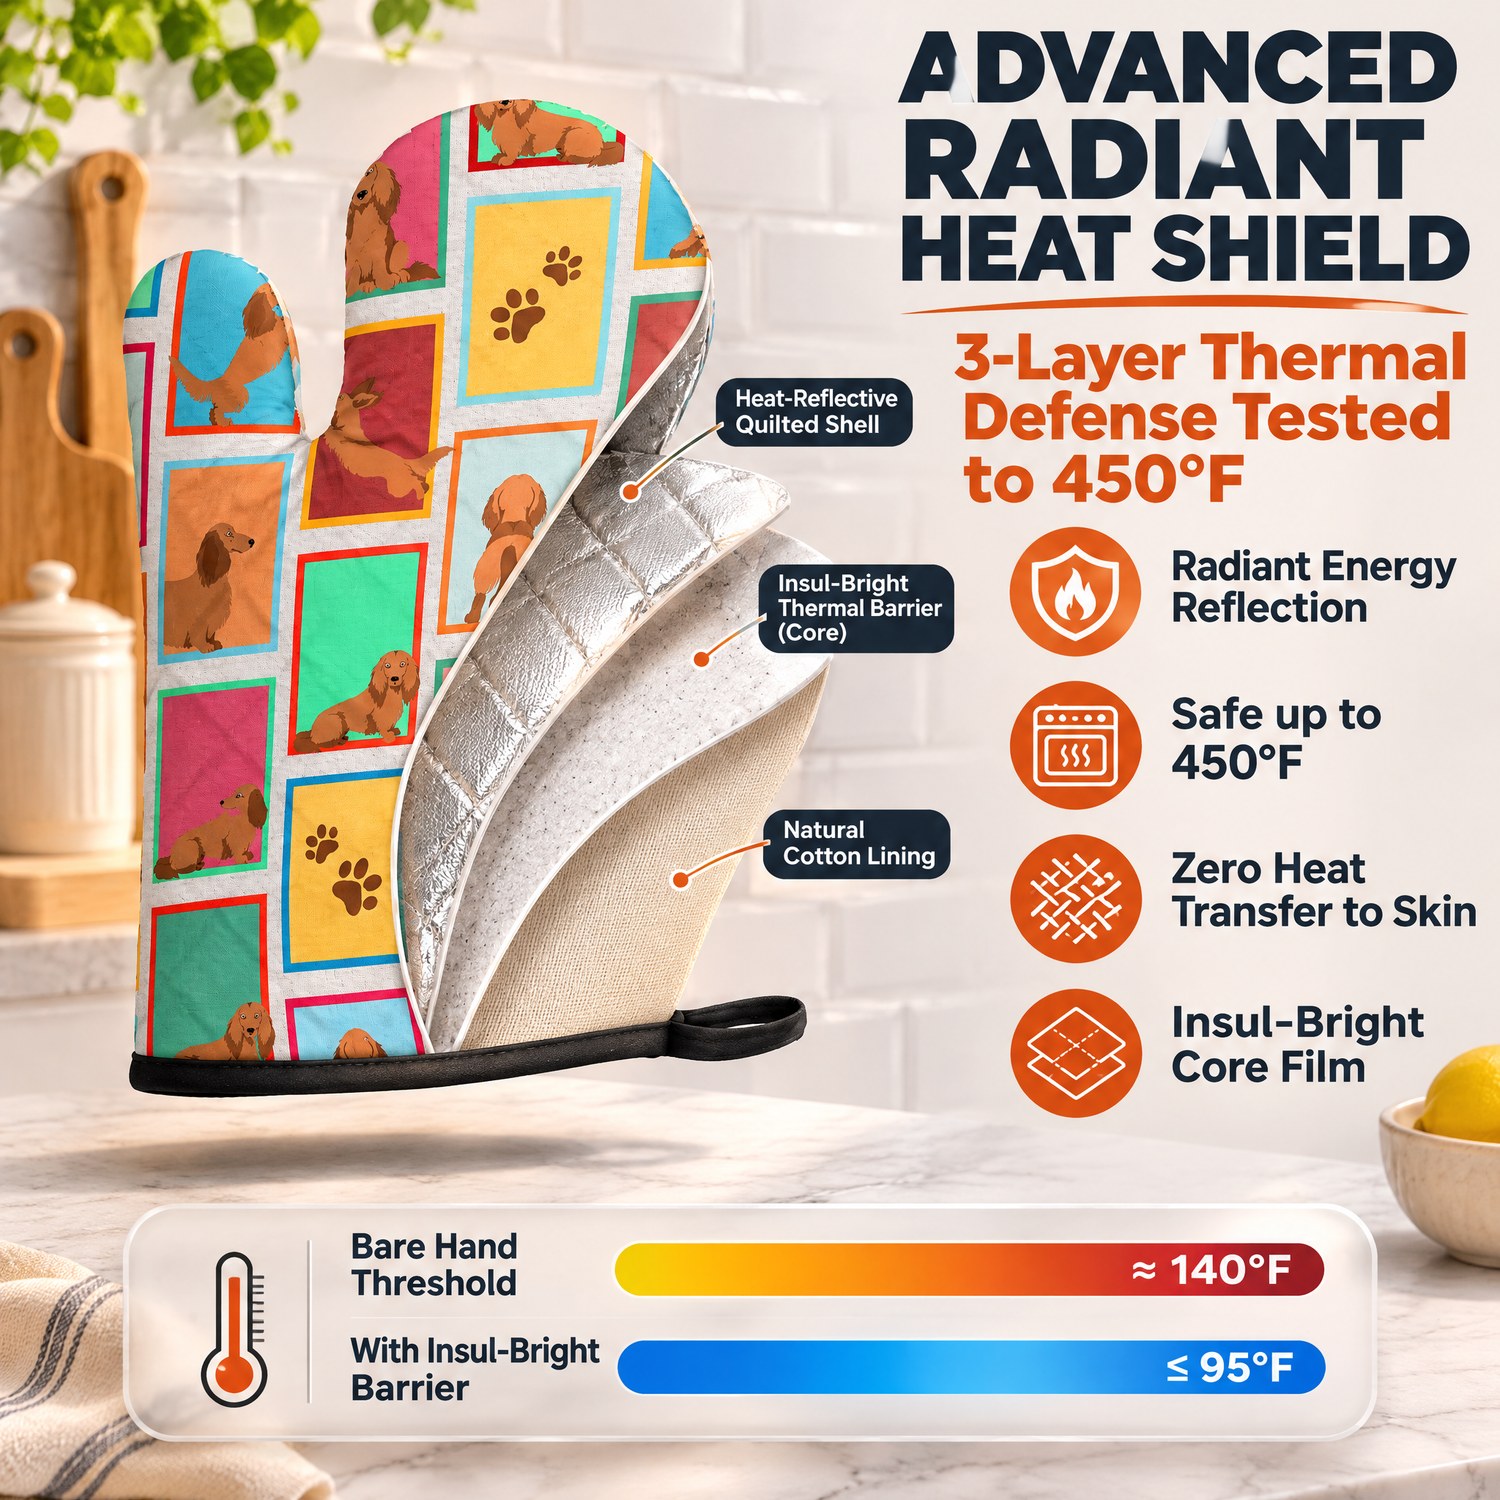 ADVANCED
RADIANT
HEAT SHIELD
3-Layer Thermal
Defense Tested
to 450°F
Heat-Reflective
Quilted Shell
Insul-Bright
Thermal Barrier
(Core)
Natural
Cotton Lining
Radiant Energy
Reflection
Safe up to
450°F
Zero Heat
Transfer to Skin
Insul-Bright
Core Film
Bare Hand
Threshold
≈ 140°F
With Insul-Bright
Barrier
≤ 95°F